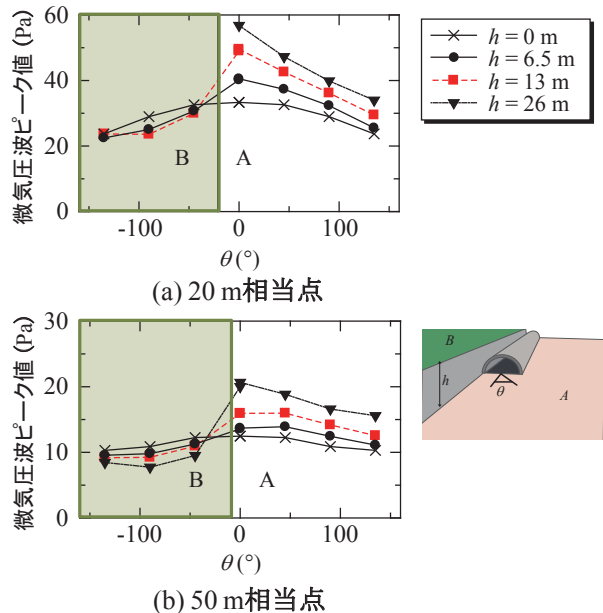 微気圧波ピーク値 (Pa)
60
40
20
0
B
A
-100
0
100
θ (°)
(a) 20 m相当点
h = 0 m
h = 6.5 m
h = 13 m
h = 26 m
微気圧波ピーク値 (Pa)
30
20
10
0
B
A
-100
0
100
θ (°)
(b) 50 m相当点
B
h
θ
A